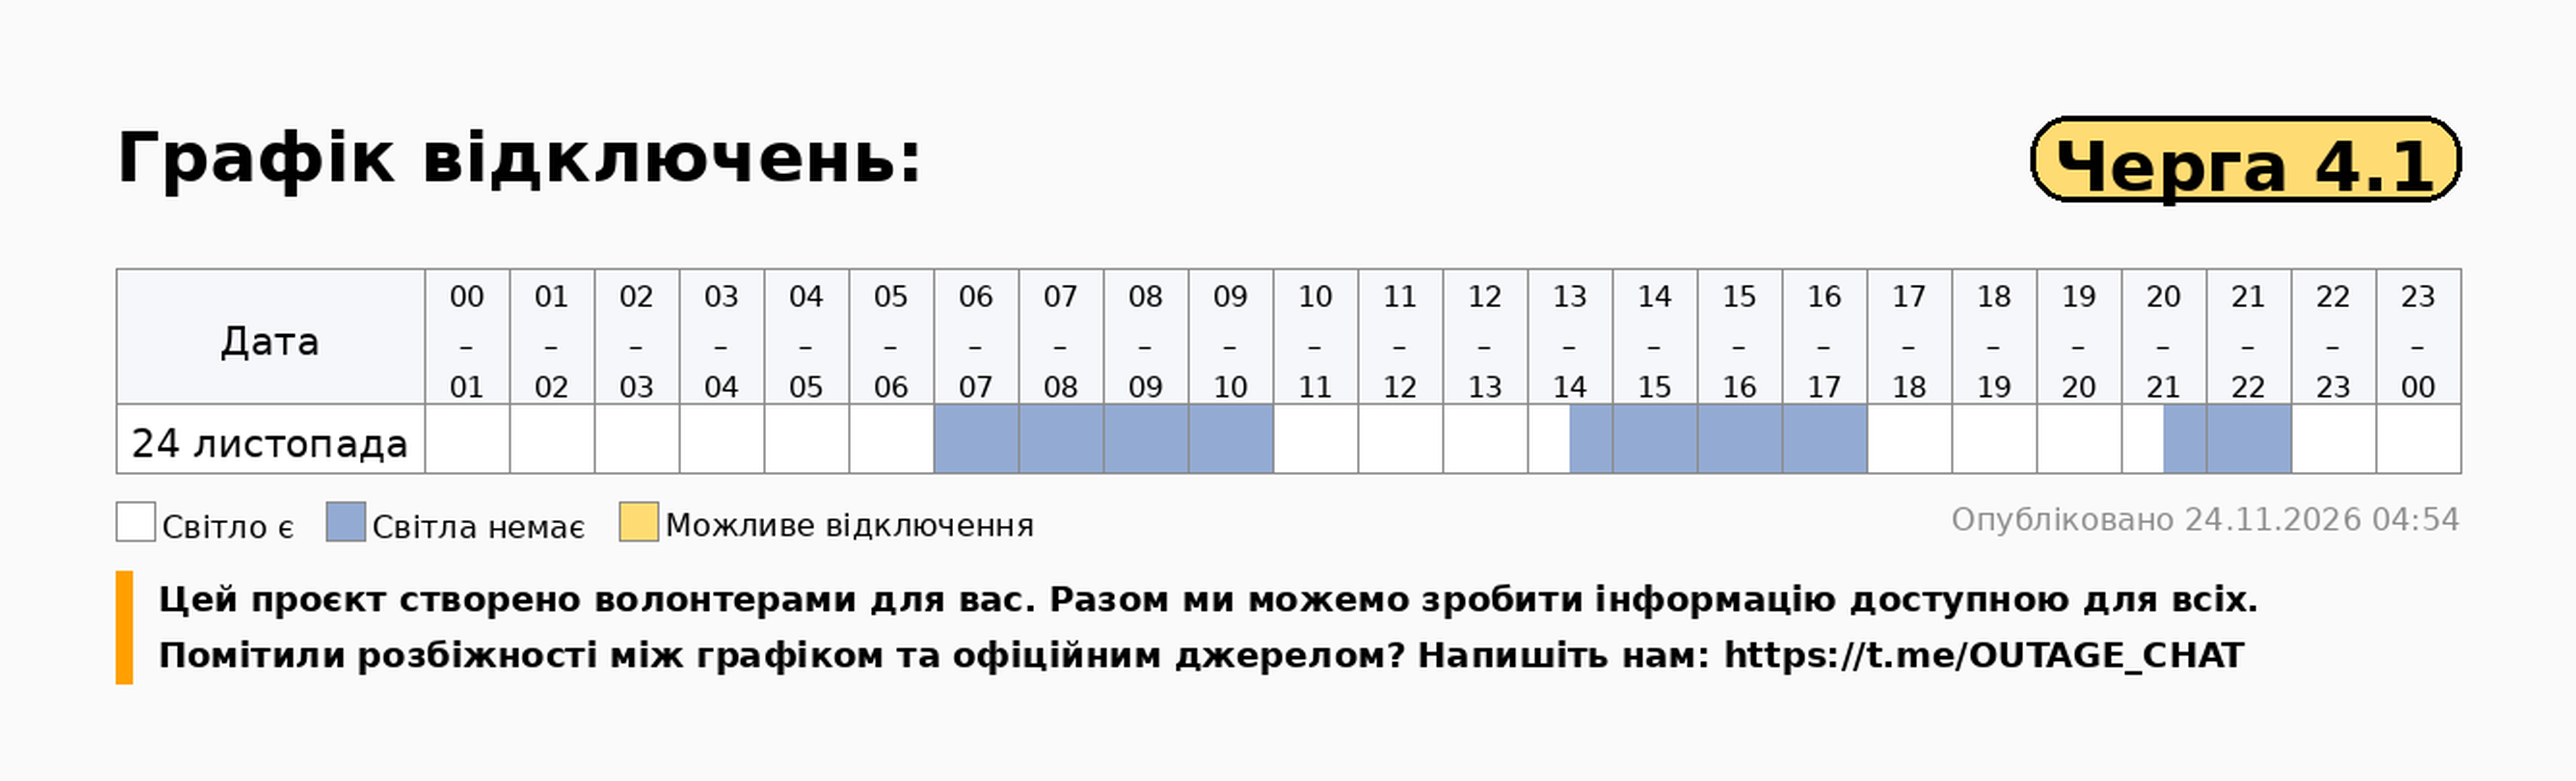 Графік відключень:
Черга 4.1
Дата
00 – 01
01 – 02
02 – 03
03 – 04
04 – 05
05 – 06
06 – 07
07 – 08
08 – 09
09 – 10
10 – 11
11 – 12
12 – 13
13 – 14
14 – 15
15 – 16
16 – 17
17 – 18
18 – 19
19 – 20
20 – 21
21 – 22
22 – 23
23 – 00
24 листопада
Світло є
Світла немає
Можливе відключення
Опубліковано 24.11.2026 04:54
Цей проєкт створено волонтерами для вас. Разом ми можемо зробити інформацію доступною для всіх.
Помітили розбіжності між графіком та офіційним джерелом? Напишіть нам: https://t.me/OUTAGE_CHAT